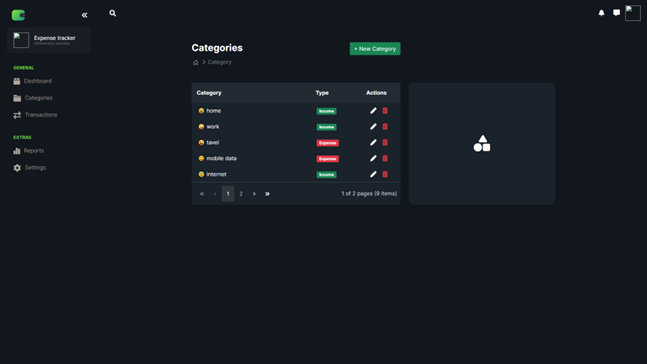 Expense tracker
GENERAL
Dashboard
Categories
Transactions
EXTRAS
Reports
Settings
Categories
+ New Category
Category
Category Type Actions
home Income
work Income
tavel Expense
mobile data Expense
internet Income
« ‹ 1 2 › » 1 of 2 pages (9 items)